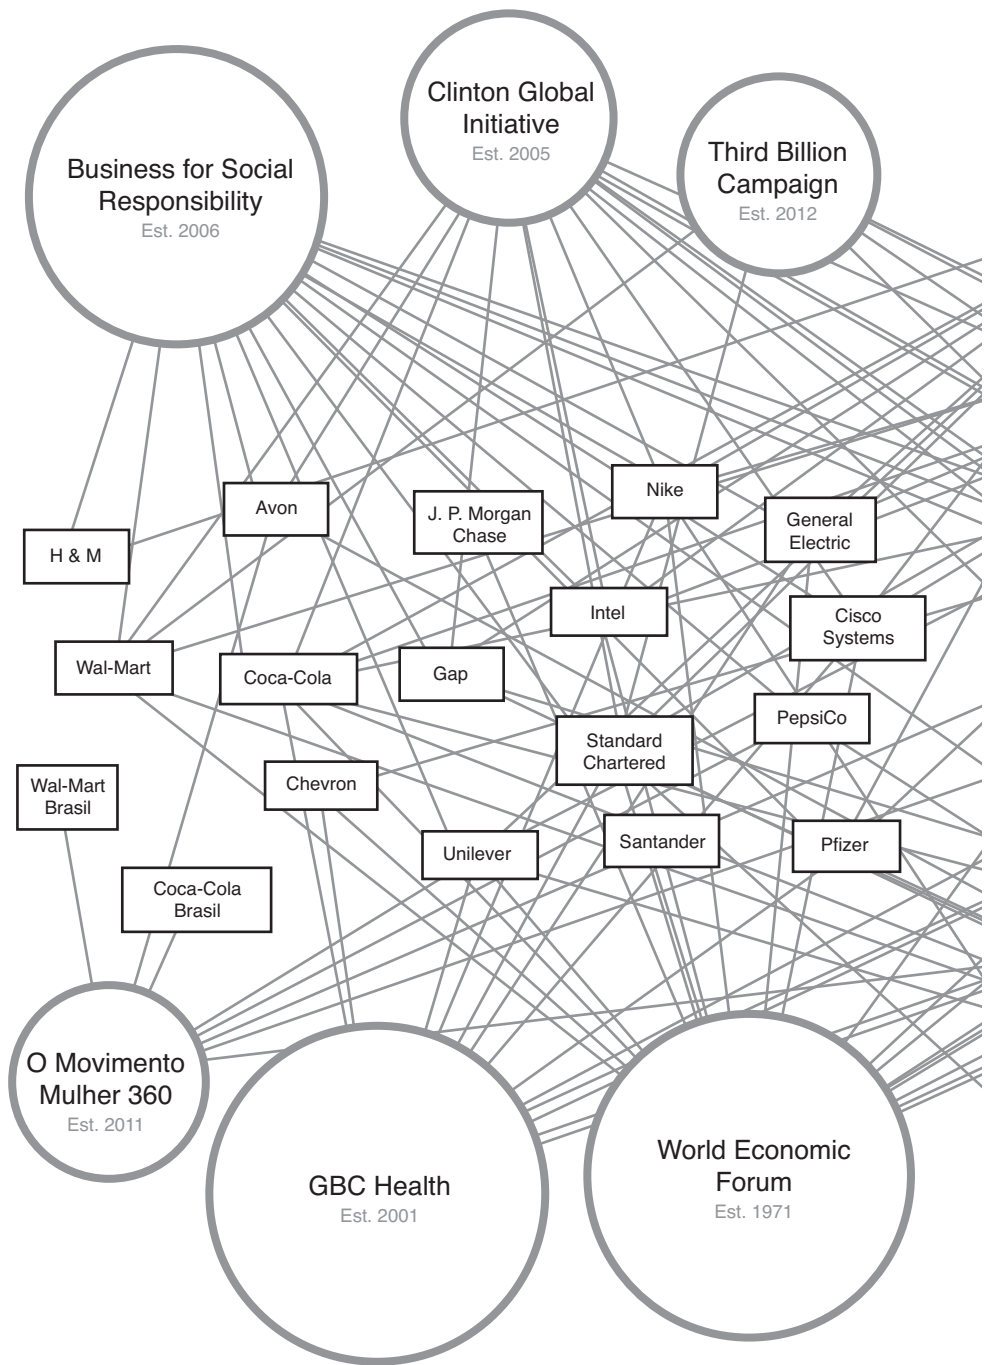 Clinton Global
Initiative
Est. 2005
Business for Social
Responsibility
Est. 2006
Third Billion
Campaign
Est. 2012
Nike
Avon
J. P. Morgan
Chase
General
Electric
H & M
Intel
Cisco
Systems
Wal-Mart
Coca-Cola
Gap
PepsiCo
Standard
Chartered
Wal-Mart
Brasil
Chevron
Unilever
Santander
Pfizer
Coca-Cola
Brasil
O Movimento
Mulher 360
Est. 2011
GBC Health
Est. 2001
World Economic
Forum
Est. 1971